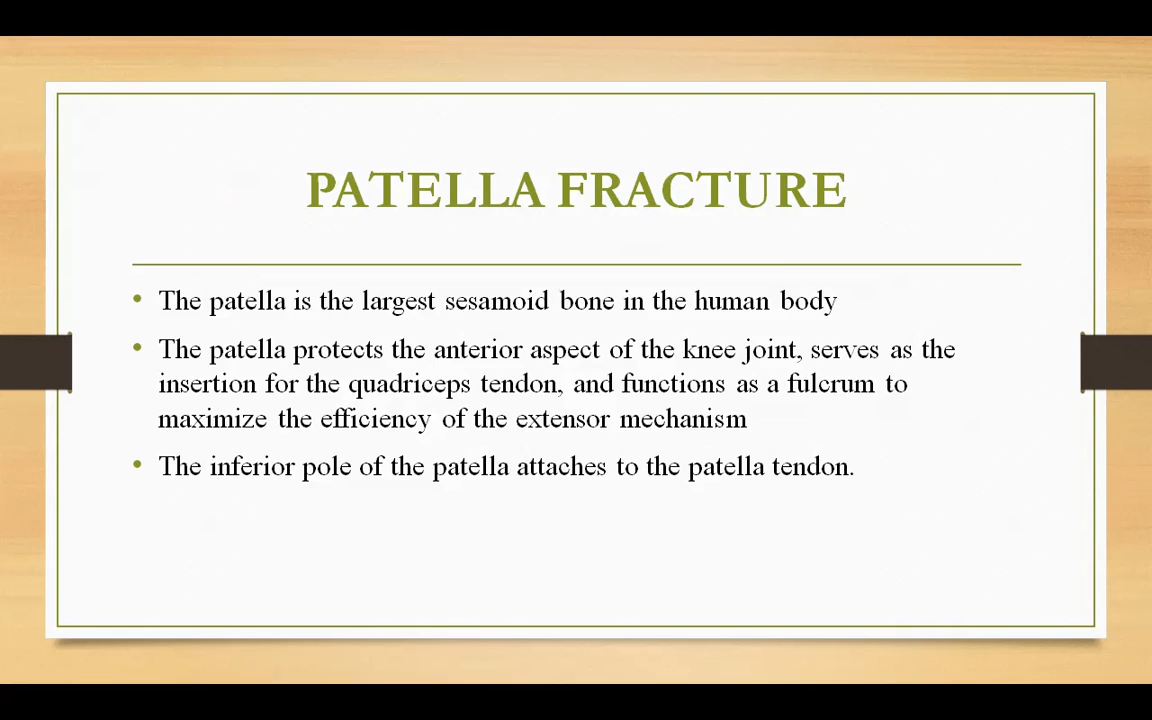 PATELLA FRACTURE
• The patella is the largest sesamoid bone in the human body
• The patella protects the anterior aspect of the knee joint, serves as the
insertion for the quadriceps tendon, and functions as a fulcrum to
maximize the efficiency of the extensor mechanism
• The inferior pole of the patella attaches to the patella tendon.